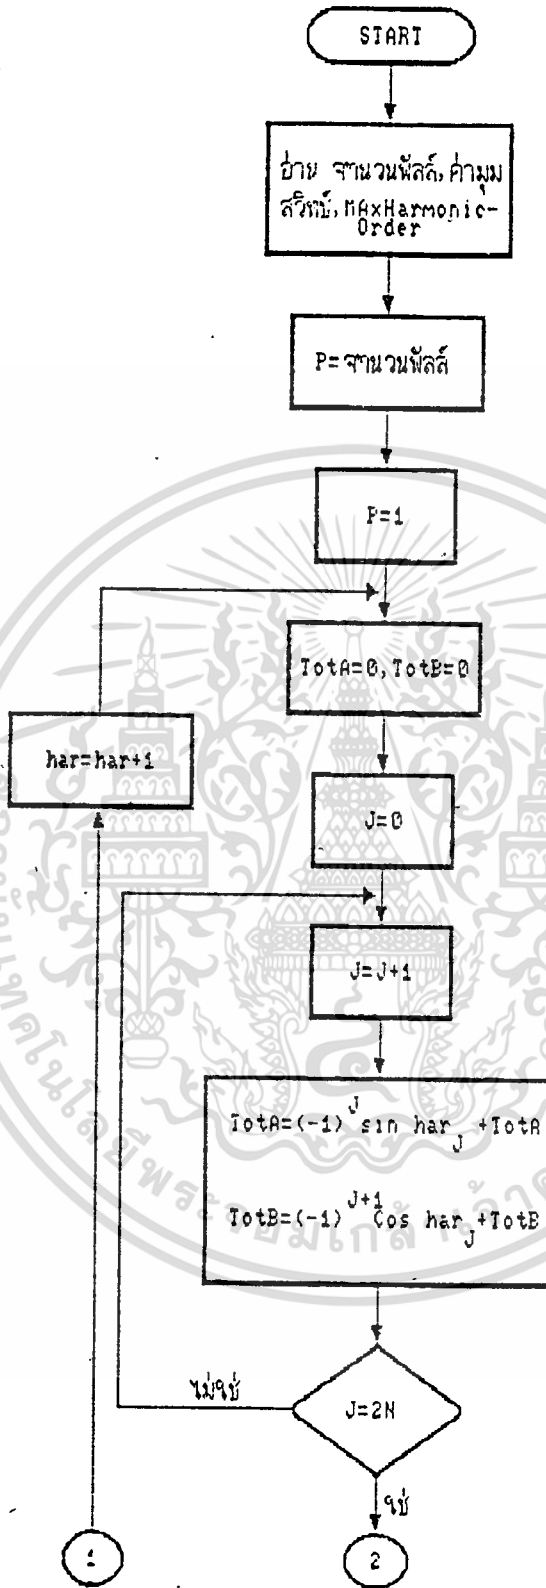 START
อ่าน จำนวนพัลส์, ค่ามุม
สวิทช์, MAxHarmonic-
Order
P=จำนวนพัลส์
P=1
TotA=0, TotB=0
har=har+1
J=0
J=J+1
TotA=(-1)^J sin har_J +TotA
TotB=(-1)^J+1 Cos har_J +TotB
J=2N
ไม่ใช่
ใช่
1
2